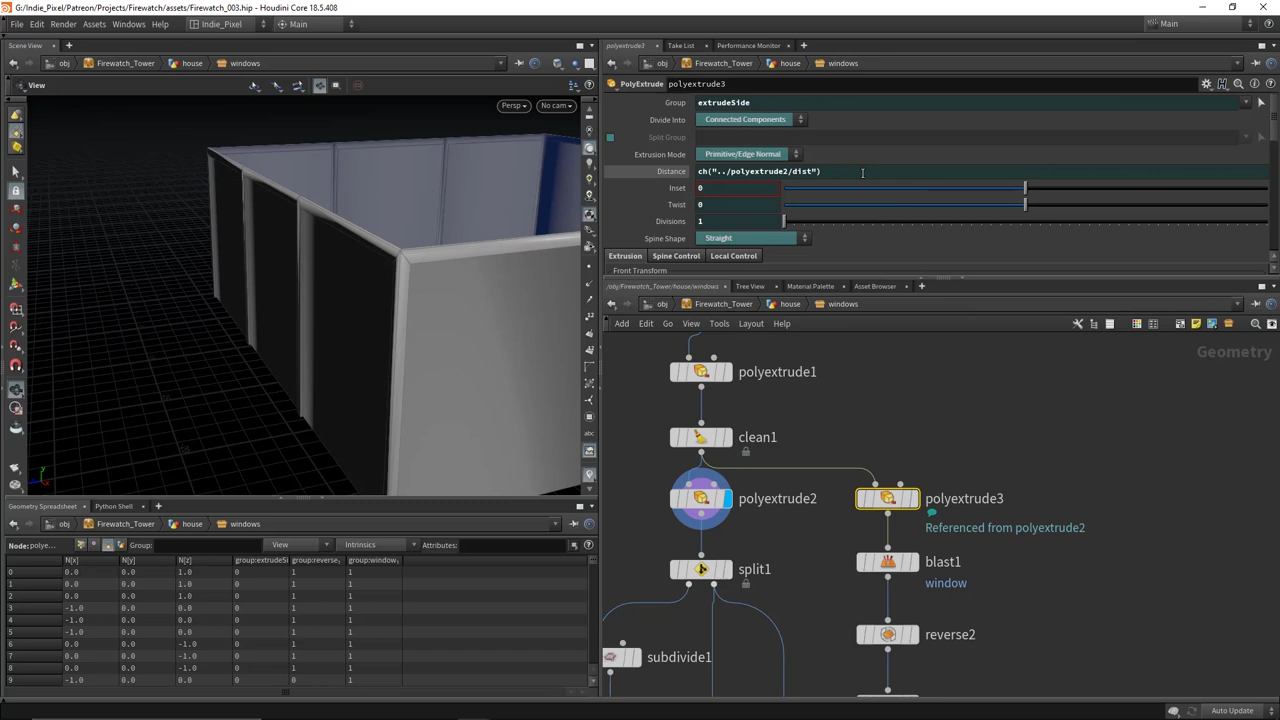 G:/Indie_Pixel/Patreon/Projects/Firewatch/assets/Firewatch_003.hip - Houdini Core 18.5.408
File Edit Render Assets Windows Help Indie_Pixel Main Main
Scene View
obj Firewatch_Tower house windows
View
Persp No cam
abc
Geometry Spreadsheet Python Shell
obj Firewatch_Tower house windows
Node: polye... Group: View Intrinsics Attributes:
N[x] N[y] N[z] group:extrudeS group:reverse, group:window,
0 0.0 0.0 1.0 0 1 1
1 0.0 0.0 1.0 0 1 1
2 0.0 0.0 1.0 0 1 1
3 -1.0 0.0 0.0 0 1 1
4 -1.0 0.0 0.0 0 1 1
5 -1.0 0.0 0.0 0 1 1
6 0.0 0.0 -1.0 0 1 1
7 0.0 0.0 -1.0 0 1 1
8 0.0 0.0 -1.0 0 1 1
9 -1.0 0.0 0.0 0 0 1
polyextrude3 Take List Performance Monitor
obj Firewatch_Tower house windows
PolyExtrude polyextrude3
Group extrudeSide
Divide Into Connected Components
Split Group
Extrusion Mode Primitive/Edge Normal
Distance ch("../polyextrude2/dist")
Inset 0
Twist 0
Divisions 1
Spine Shape Straight
Extrusion Spine Control Local Control
Front Transform
/obj/Firewatch_Tower/house/windows Tree View Material Palette Asset Browser
obj Firewatch_Tower house windows
Add Edit Go View Tools Layout Help
Geometry
polyextrude1
clean1
polyextrude2
polyextrude3
Referenced from polyextrude2
split1
blast1
window
reverse2
subdivide1
Auto Update